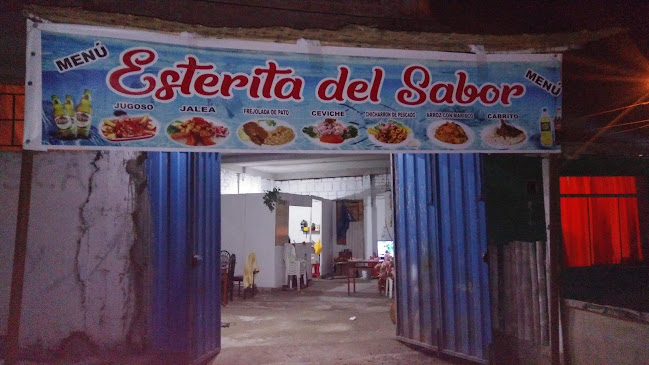 MENÚ
Esterita del Sabor
MENÚ
JUGOSO
JALEA
FREJOLADA DE PATO
CEVICHE
CHICHARRON DE PESCADO
ARROZ CON MARISCO
CABRITO